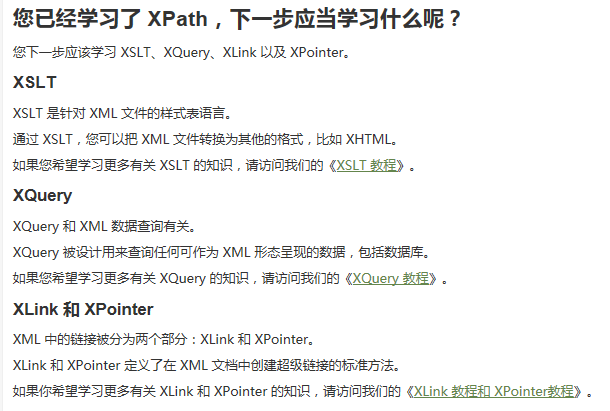 您已经学习了 XPath，下一步应当学习什么呢？
您下一步应该学习 XSLT、XQuery、XLink 以及 XPointer。
XSLT
XSLT 是针对 XML 文件的样式表语言。
通过 XSLT，您可以把 XML 文件转换为其他的格式，比如 XHTML。
如果您希望学习更多有关 XSLT 的知识，请访问我们的《XSLT 教程》。
XQuery
XQuery 和 XML 数据查询有关。
XQuery 被设计用来查询任何可作为 XML 形态呈现的数据，包括数据库。
如果您希望学习更多有关 XQuery 的知识，请访问我们的《XQuery 教程》。
XLink 和 XPointer
XML 中的链接被分为两个部分：XLink 和 XPointer。
XLink 和 XPointer 定义了在 XML 文档中创建超级链接的标准方法。
如果你希望学习更多有关 XLink 和 XPointer 的知识，请访问我们的《XLink 教程和 XPointer教程》。